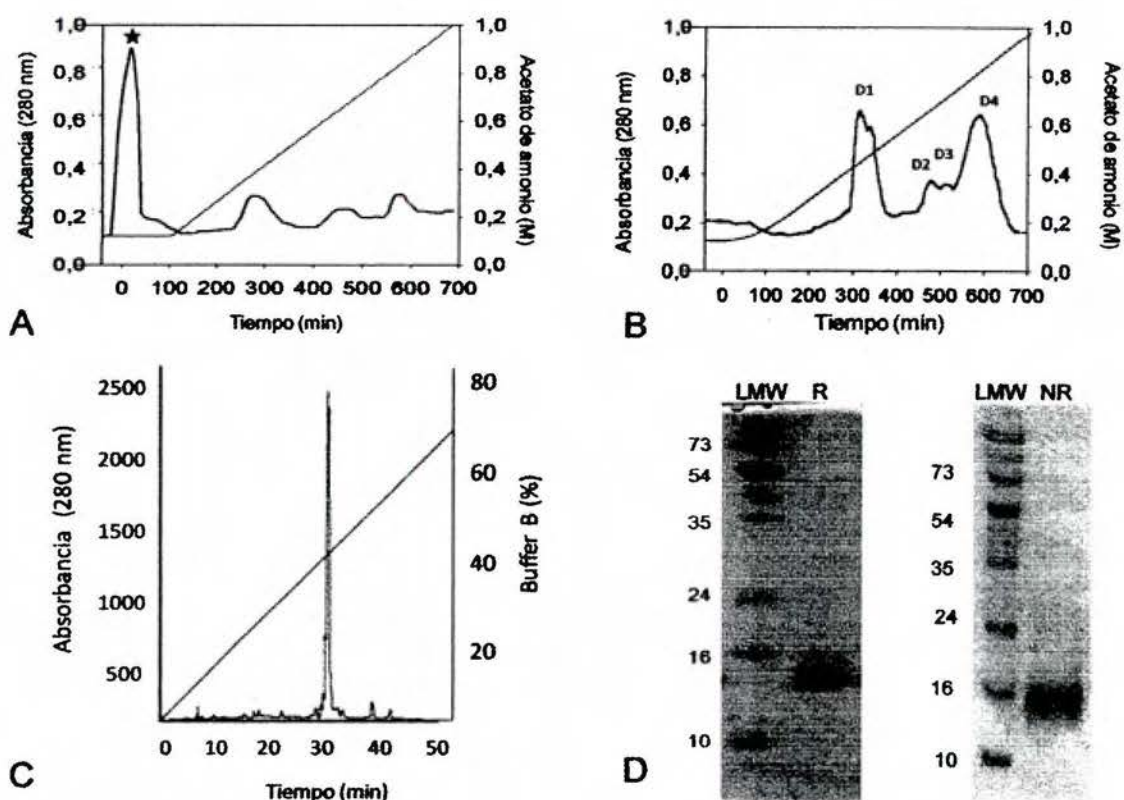 1,0
0,8
0,6
0,4
0,2
0,0
Absorbancia (280 nm)
1,0
0,8
0,6
0,4
0,2
0,0
Acetato de amonio (M)
0 100 200 300 400 500 600 700
Tiempo (min)
A
1,0
0,8
0,6
0,4
0,2
0,0
Absorbancia (280 nm)
D1
D2
D3
D4
1,0
0,8
0,6
0,4
0,2
0,0
Acetato de amonio (M)
0 100 200 300 400 500 600 700
Tiempo (min)
B
2500
2000
1500
1000
500
Absorbancia (280 nm)
80
60
40
20
Buffer B (%)
0 10 20 30 40 50
Tiempo (min)
C
LMW R
73
54
35
24
16
10
LMW NR
73
54
35
24
16
10
D